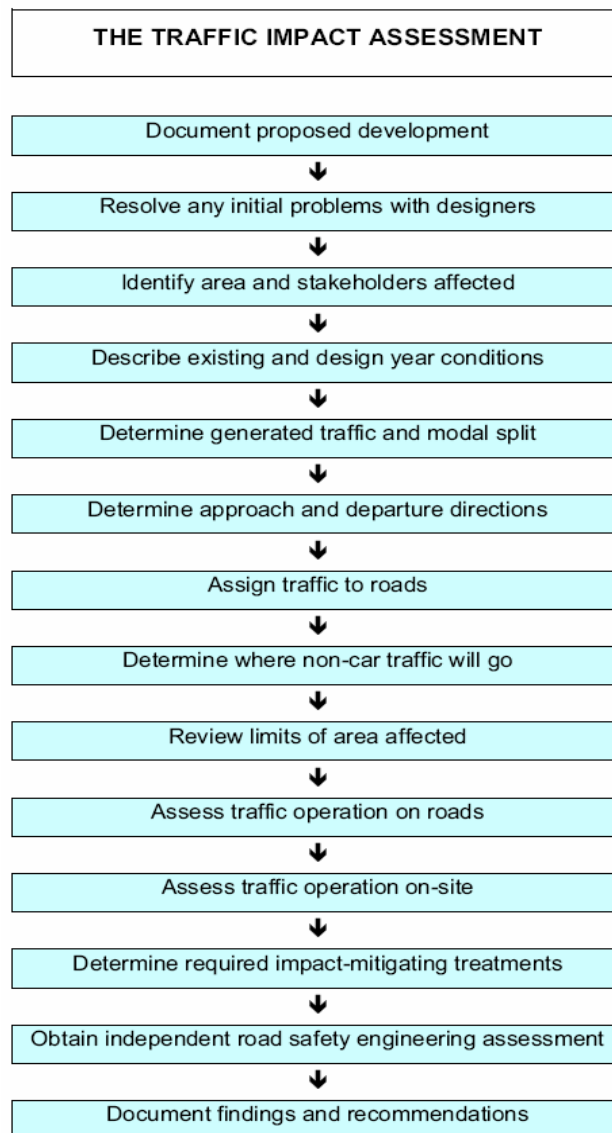 THE TRAFFIC IMPACT ASSESSMENT
Document proposed development
Resolve any initial problems with designers
Identify area and stakeholders affected
Describe existing and design year conditions
Determine generated traffic and modal split
Determine approach and departure directions
Assign traffic to roads
Determine where non-car traffic will go
Review limits of area affected
Assess traffic operation on roads
Assess traffic operation on-site
Determine required impact-mitigating treatments
Obtain independent road safety engineering assessment
Document findings and recommendations